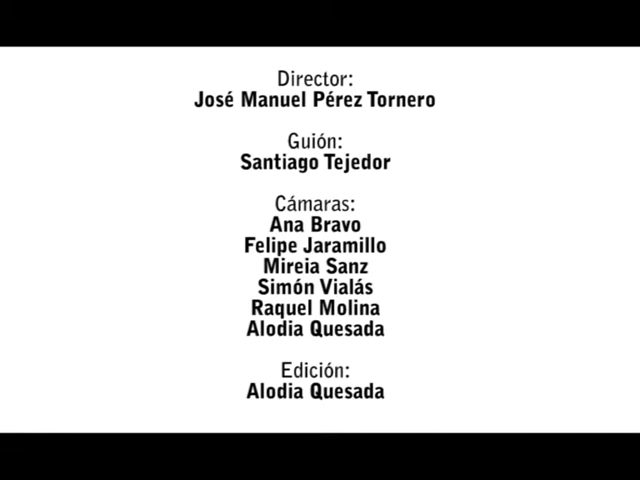 Director:
José Manuel Pérez Tornero
Guión:
Santiago Tejedor
Cámaras:
Ana Bravo
Felipe Jaramillo
Mireia Sanz
Simón Vialás
Raquel Molina
Alodia Quesada
Edición:
Alodia Quesada